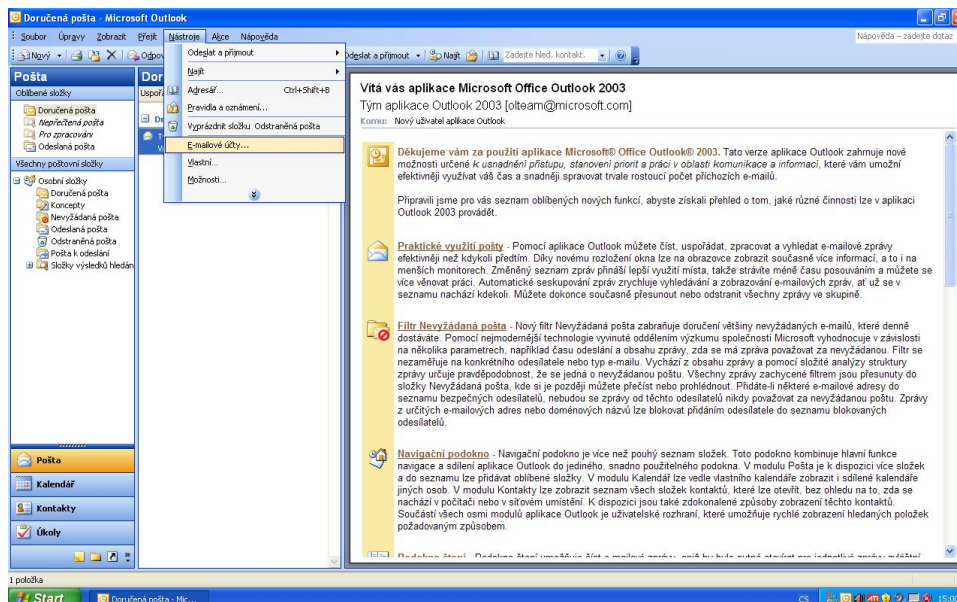 Doručená pošta - Microsoft Outlook
Soubor Úpravy Zobrazit Přejít Nástroje Akce Nápověda
Nápověda – zadejte dotaz
Nový
Odeslat a přijmout
Najít
Zadejte hled. kontakt.
Odeslat a přijmout
Najít
Adresář... Ctrl+Shift+B
Pravidla a oznámení...
Vyprázdnit složku Odstraněná pošta
E-mailové účty...
Vlastní...
Možnosti...
Pošta
Oblíbené složky
Doručená pošta
Nepřečtená pošta
Pro zpracování
Odeslaná pošta
Všechny poštovní složky
Osobní složky
Doručená pošta
Koncepty
Nevyžádaná pošta
Odeslaná pošta
Odstraněná pošta
Pošta k odeslání
Složky výsledků hledán
Pošta
Kalendář
Kontakty
Úkoly
Vítá vás aplikace Microsoft Office Outlook 2003
Tým aplikace Outlook 2003 [olteam@microsoft.com]
Komu: Nový uživatel aplikace Outlook
Děkujeme vám za použití aplikace Microsoft® Office Outlook® 2003. Tato verze aplikace Outlook zahrnuje nové
možnosti určené k usnadnění přístupu, stanovení priorit a práci v oblasti komunikace a informací, které vám umožní
efektivněji využívat váš čas a snadněji spravovat trvale rostoucí počet příchozích e-mailů.
Připravili jsme pro vás seznam oblíbených nových funkcí, abyste získali přehled o tom, jaké různé činnosti lze v aplikaci
Outlook 2003 provádět.
Praktické využití pošty - Pomocí aplikace Outlook můžete číst, uspořádat, zpracovat a vyhledat e-mailové zprávy
efektivněji než kdykoli předtím. Díky novému rozložení okna lze na obrazovce zobrazit současně více informací, a to i na
menších monitorech. Změněný seznam zpráv přináší lepší využití místa, takže strávíte méně času posouváním a můžete se
více věnovat práci. Automatické seskupování zpráv zrychluje vyhledávání a zobrazování e-mailových zpráv, ať už se v
seznamu nachází kdekoli. Můžete dokonce současně přesunout nebo odstranit všechny zprávy ve skupině.
Filtr Nevyžádaná pošta - Nový filtr Nevyžádaná pošta zabraňuje doručení většiny nevyžádaných e-mailů, které denně
dostáváte. Pomocí nejmodernější technologie vyvinuté oddělením výzkumu společnosti Microsoft vyhodnocuje v závislosti
na několika parametrech, například času odeslání a obsahu zprávy, zda se má zpráva považovat za nevyžádanou. Filtr se
nezaměřuje na konkrétního odesílatele nebo typ e-mailu. Vychází z obsahu zprávy a pomocí složité analýzy struktury
zprávy určuje pravděpodobnost, že se jedná o nevyžádanou poštu. Všechny zprávy zachycené filtrem jsou přesunuty do
složky Nevyžádaná pošta, kde si je později můžete přečíst nebo prohlédnout. Přidáte-li některé e-mailové adresy do
seznamu bezpečných odesílatelů, nebudou se zprávy od těchto odesílatelů nikdy považovat za nevyžádanou poštu. Zprávy
z určitých e-mailových adres nebo doménových názvů lze blokovat přidáním odesílatele do seznamu blokovaných
odesílatelů.
Navigační podokno - Navigační podokno je více než pouhý seznam složek. Toto podokno kombinuje hlavní funkce
navigace a sdílení aplikace Outlook do jediného, snadno použitelného podokna. V modulu Pošta je k dispozici více složek
a do seznamu lze přidávat oblíbené složky. V modulu Kalendář lze vedle vlastního kalendáře zobrazit i sdílené kalendáře
jiných osob. V modulu Kontakty lze zobrazit seznam všech složek kontaktů, které lze otevřít, bez ohledu na to, zda se
nachází v počítači nebo v síťovém umístění. K dispozici jsou také zdokonalené způsoby zobrazení těchto kontaktů.
Součástí všech osmi modulů aplikace Outlook je uživatelské rozhraní, které umožňuje rychlé zobrazení hledaných položek
požadovaným způsobem.
1 položka
Start
Doručená pošta - Mic...
CS
15:00